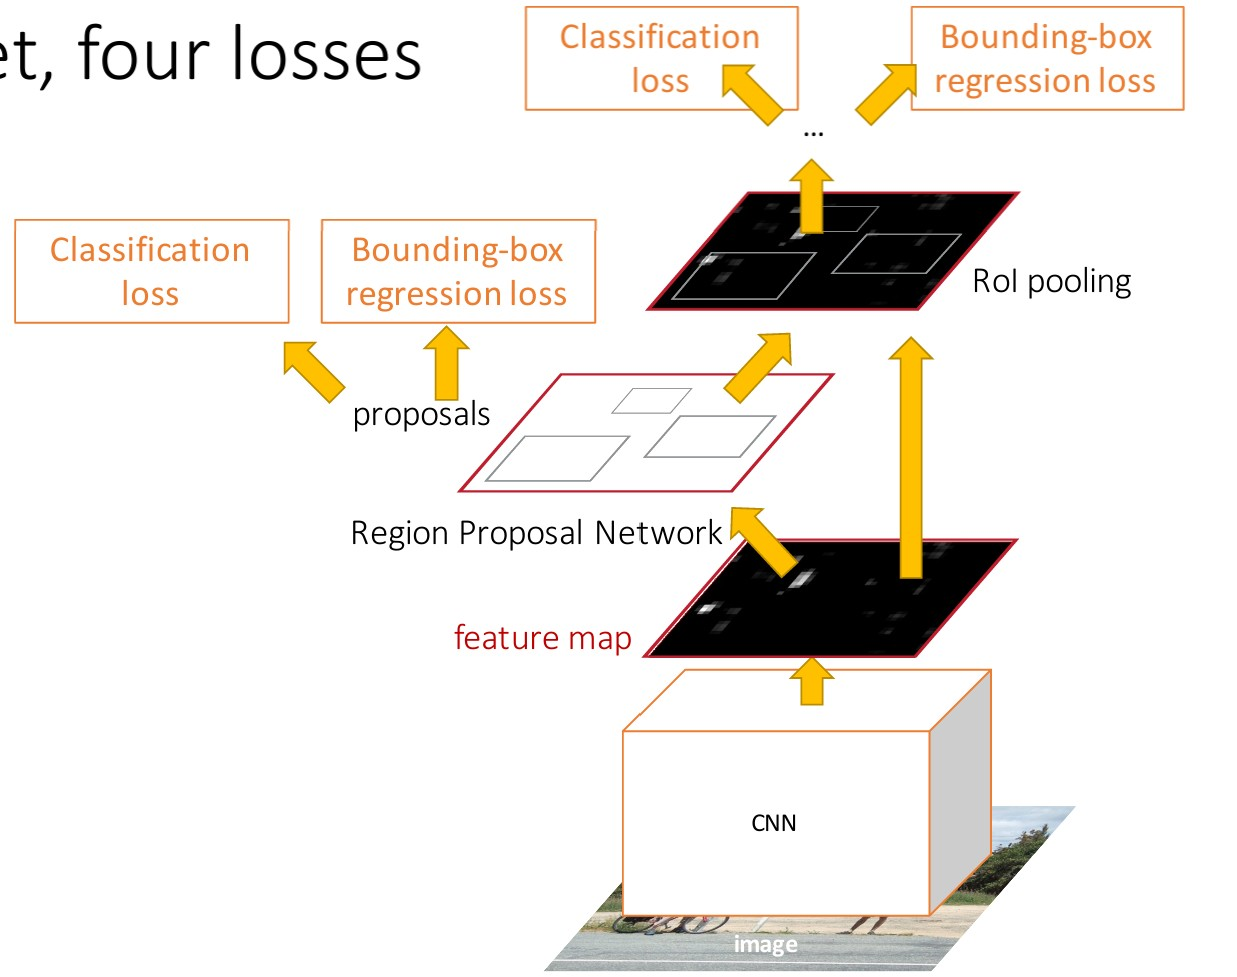 et, four losses
Classification
loss
Bounding-box
regression loss
...
Classification
loss
Bounding-box
regression loss
RoI pooling
proposals
Region Proposal Network
feature map
CNN
image